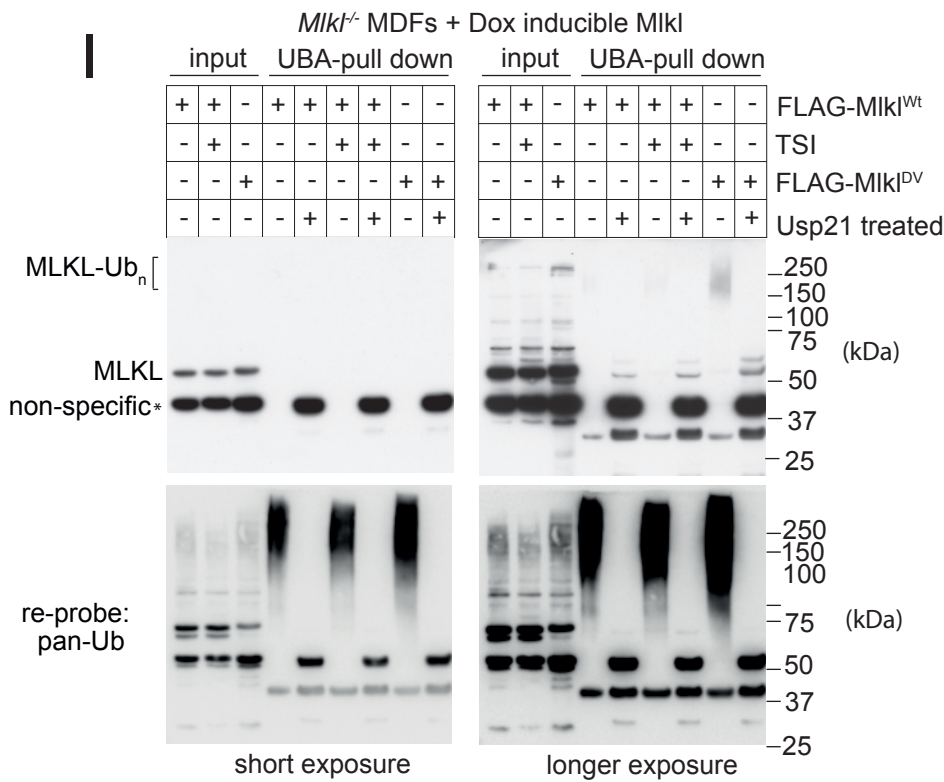 I
Mlkl-/- MDFs + Dox inducible Mlkl
input UBA-pull down input UBA-pull down
+ + - + + + + - - + + - + + + + - - FLAG-MlklWt
- + - - - + + - - - + - - - + + - - TSI
- - + - - - - + + - - + - - - - + + FLAG-MlklDV
- - - - + - + - + - - - - + - + - + Usp21 treated
MLKL-Ubn [
MLKL
non-specific*
250
150
100
75
(kDa)
50
37
25
re-probe:
pan-Ub
250
150
100
75
(kDa)
50
37
25
short exposure longer exposure